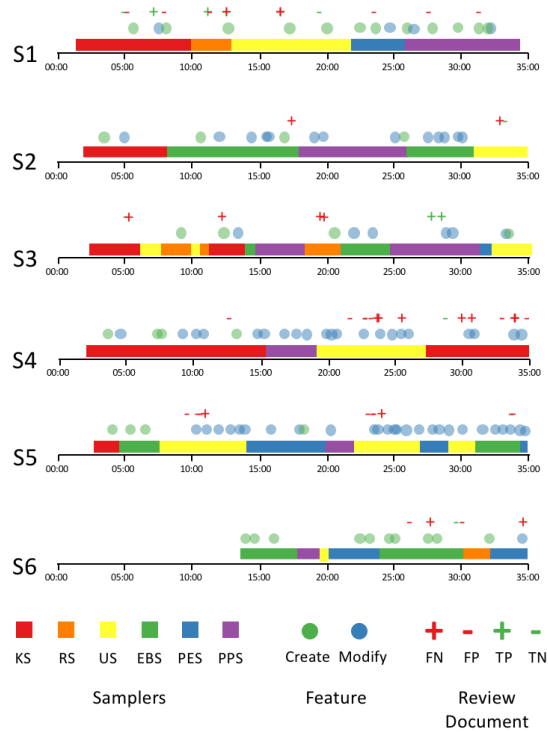 S1
00:00 05:00 10:00 15:00 20:00 25:00 30:00 35:00
S2
00:00 05:00 10:00 15:00 20:00 25:00 30:00 35:00
S3
00:00 05:00 10:00 15:00 20:00 25:00 30:00 35:00
S4
00:00 05:00 10:00 15:00 20:00 25:00 30:00 35:00
S5
00:00 05:00 10:00 15:00 20:00 25:00 30:00 35:00
S6
00:00 05:00 10:00 15:00 20:00 25:00 30:00 35:00
KS RS US EBS PES PPS Create Modify FN FP TP TN
Samplers Feature Review
Document